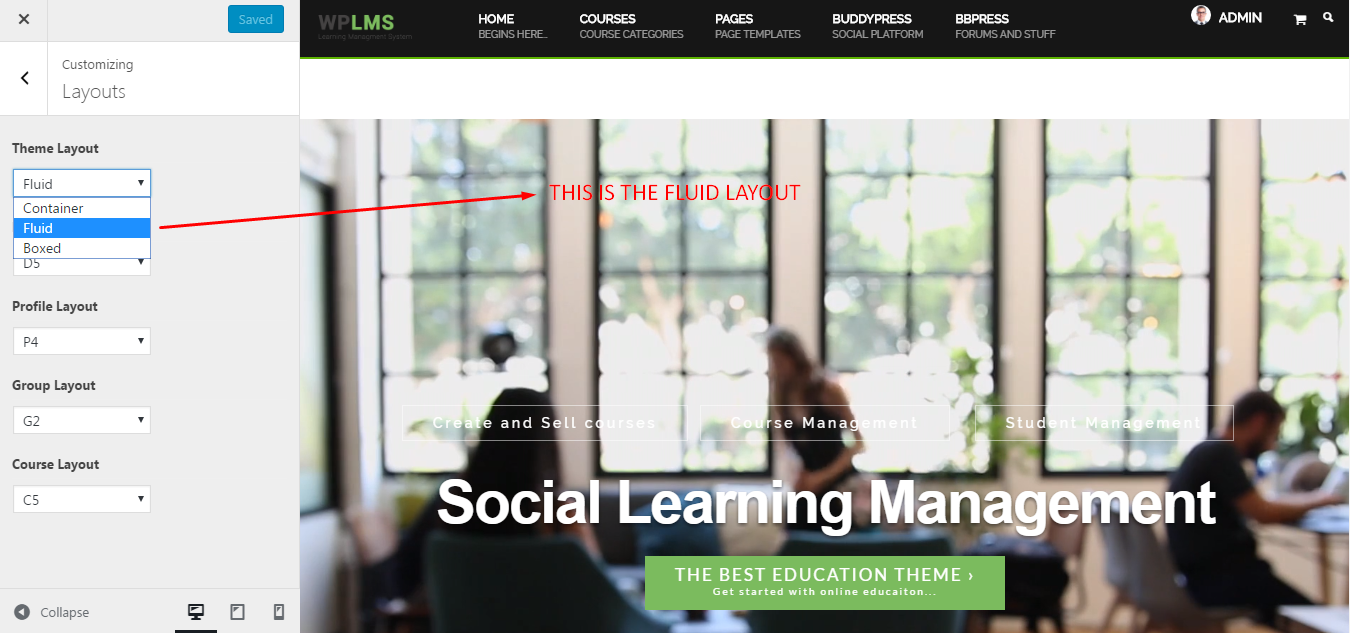 Saved
Customizing
Layouts
Theme Layout
Fluid
Container
Fluid
Boxed
D5
Profile Layout
P4
Group Layout
G2
Course Layout
C5
Collapse
WPLMS
Learning Managment System
HOME
BEGINS HERE..
COURSES
COURSE CATEGORIES
PAGES
PAGE TEMPLATES
BUDDYPRESS
SOCIAL PLATFORM
BBPRESS
FORUMS AND STUFF
ADMIN
THIS IS THE FLUID LAYOUT
Create and Sell courses
Course Management
Student Management
Social Learning Management
THE BEST EDUCATION THEME ›
Get started with online educaiton...